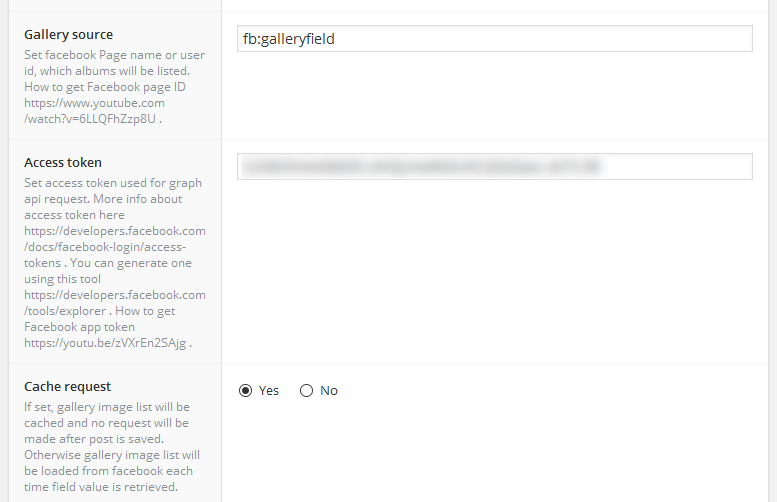 Gallery source
Set facebook Page name or user
id, which albums will be listed.
How to get Facebook page ID
https://www.youtube.com
/watch?v=6LLQFhZzp8U .
fb:galleryfield
Access token
Set access token used for graph
api request. More info about
access token here
https://developers.facebook.com
/docs/facebook-login/access-
tokens . You can generate one
using this tool
https://developers.facebook.com
/tools/explorer . How to get
Facebook app token
https://youtu.be/zVXrEn2SAjg .
Cache request
If set, gallery image list will be
cached and no request will be
made after post is saved.
Otherwise gallery image list will
be loaded from facebook each
time field value is retrieved.
Yes No